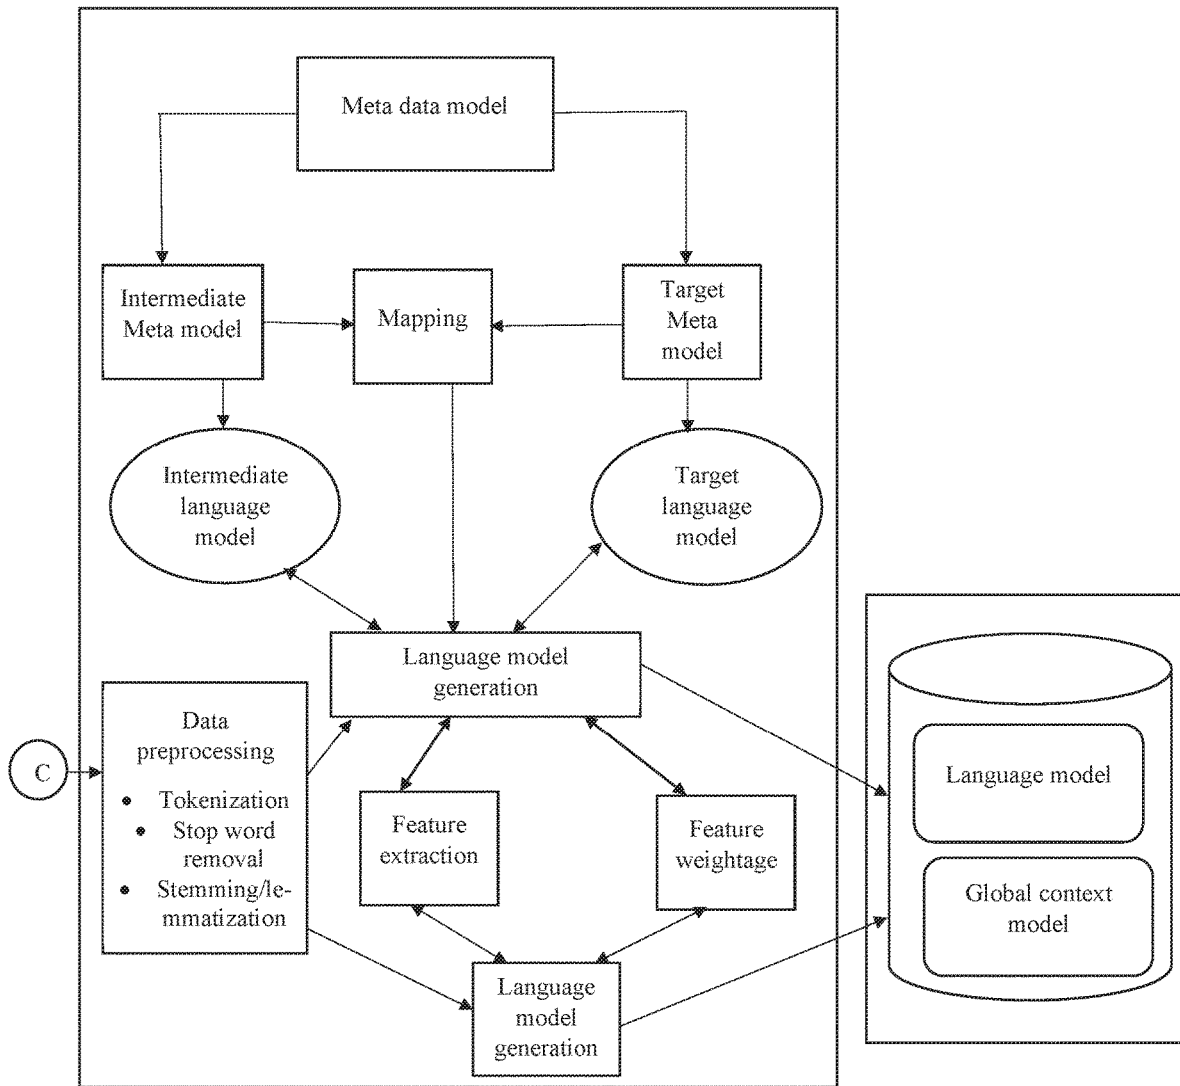 Meta data model
Intermediate
Meta model
Mapping
Target
Meta
model
Intermediate
language
model
Target
language
model
Language model
generation
Data
preprocessing
• Tokenization
• Stop word
removal
• Stemming/le-
mmatization
C
Feature
extraction
Feature
weightage
Language
model
generation
Language model
Global context
model